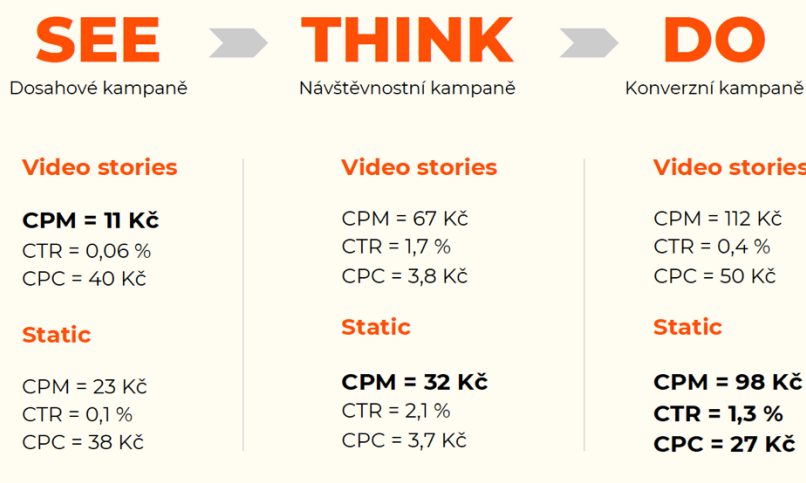 SEE
Dosahové kampaně
Video stories
CPM = 11 Kč
CTR = 0,06 %
CPC = 40 Kč
Static
CPM = 23 Kč
CTR = 0,1 %
CPC = 38 Kč
THINK
Návštěvnostní kampaně
Video stories
CPM = 67 Kč
CTR = 1,7 %
CPC = 3,8 Kč
Static
CPM = 32 Kč
CTR = 2,1 %
CPC = 3,7 Kč
DO
Konverzní kampaně
Video stories
CPM = 112 Kč
CTR = 0,4 %
CPC = 50 Kč
Static
CPM = 98 Kč
CTR = 1,3 %
CPC = 27 Kč